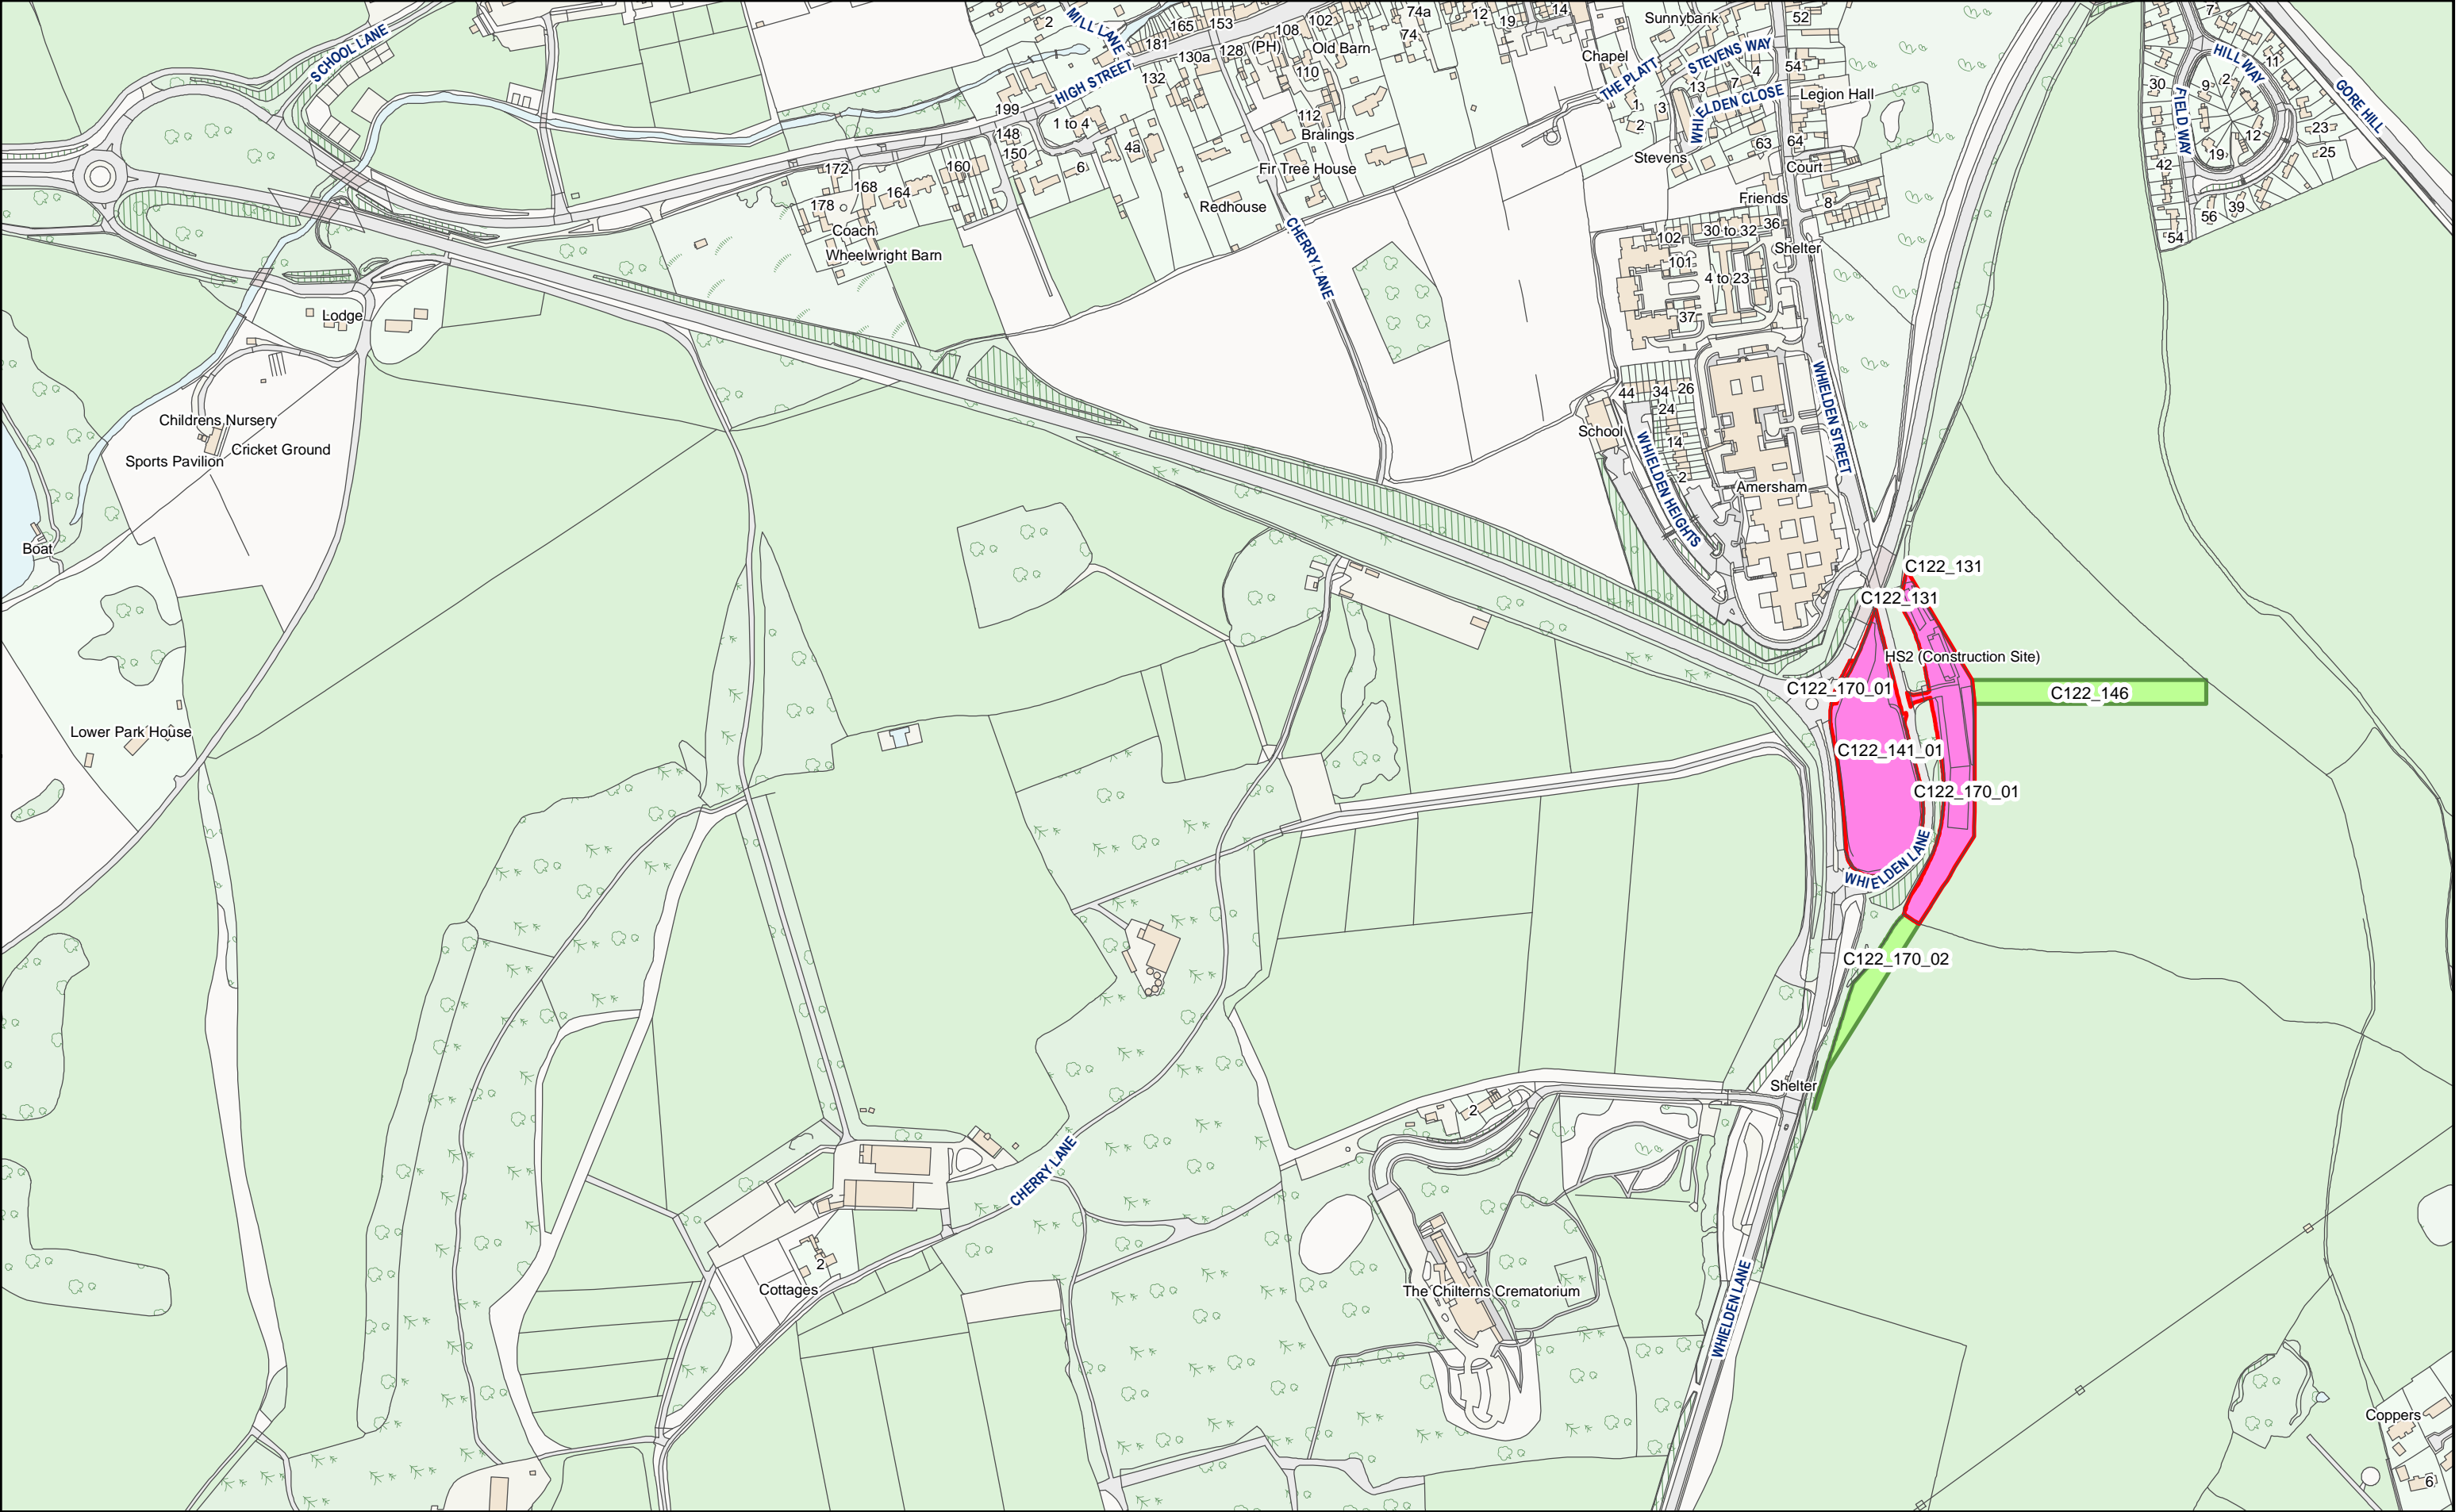 SCHOOL LANE
2
MILL LANE
165
153
181
130a
128
(PH)
108
102
Old Barn
74a
74
12
19
14
Sunnybank
52
7
HILL WAY
11
GORE HILL
132
HIGH STREET
110
Chapel
STEVENS WAY
4
54
THE PLATT
13
7
WHIELDEN CLOSE
Legion Hall
30
9
2
FIELD WAY
199
1 to 4
112
Bralings
1
3
2
148
150
4a
6
Fir Tree House
Stevens
63
64
Court
12
23
19
25
42
172
168
164
160
178
Coach
Wheelwright Barn
Redhouse
CHERRY LANE
Friends
8
56
39
54
102
30 to 32
36
Shelter
101
4 to 23
37
Lodge
WHIELDEN STREET
44
34
26
24
School
14
2
WHIELDEN HEIGHTS
Amersham
Childrens Nursery
Cricket Ground
Sports Pavilion
Boat
C122_131
C122_131
HS2 (Construction Site)
C122_170_01
C122_146
Lower Park House
C122_141_01
C122_170_01
WHIELDEN LANE
C122_170_02
Shelter
2
CHERRY LANE
2
Cottages
The Chilterns Crematorium
WHIELDEN LANE
Coppers
6